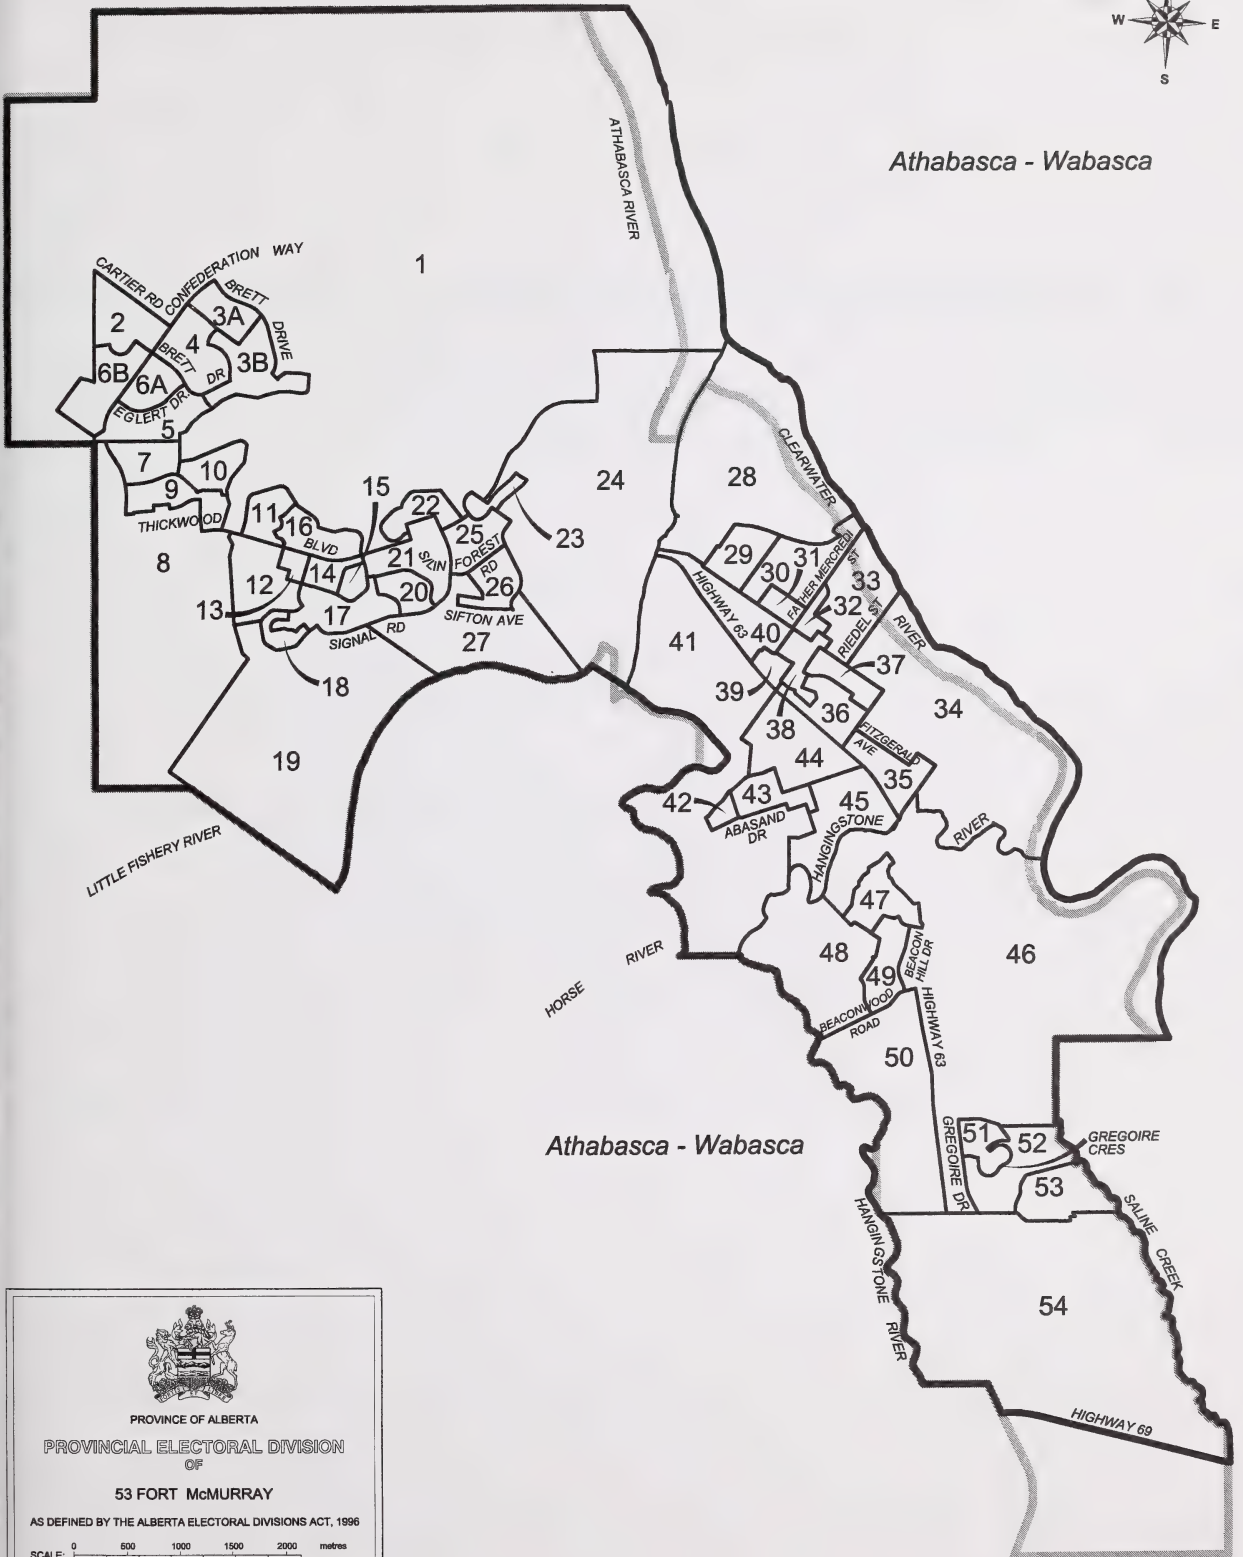 W
E
S
Athabasca - Wabasca
ATHABASCA RIVER
CARTIER RD
CONFEDERATION WAY
1
BRETT
DRIVE
3A
2
4
3B
BRETT
DR
6B
6A
EGLERT DR.
5
7
10
9
THICKWOOD
8
11
16
BLVD
15
22
25
24
23
28
CLEARWATER
RIVER
12
14
13
21
FOREST
RD
20
26
17
SIGNAL RD
SIFTON AVE
27
18
19
29
30
31
FATHER MERCREDI
ST.
33
32
RIEDEL ST.
HIGHWAY 63
40
41
37
39
38
36
34
FITZGERALD
AVE
35
44
42
43
45
ABASAND
DR
HANGINGSTONE
RIVER
LITTLE FISHERY RIVER
47
48
49
BEACON
HILL DR
46
HORSE
RIVER
BEACONWOOD
ROAD
HIGHWAY 63
50
Athabasca - Wabasca
51
52
GREGOIRE
CRES
GREGOIRE DR
53
SALINE CREEK
HANGINGSTONE
RIVER
54
HIGHWAY 69
PROVINCE OF ALBERTA
PROVINCIAL ELECTORAL DIVISION
OF
53 FORT McMURRAY
AS DEFINED BY THE ALBERTA ELECTORAL DIVISIONS ACT, 1996
SCALE: 0 500 1000 1500 2000 metres